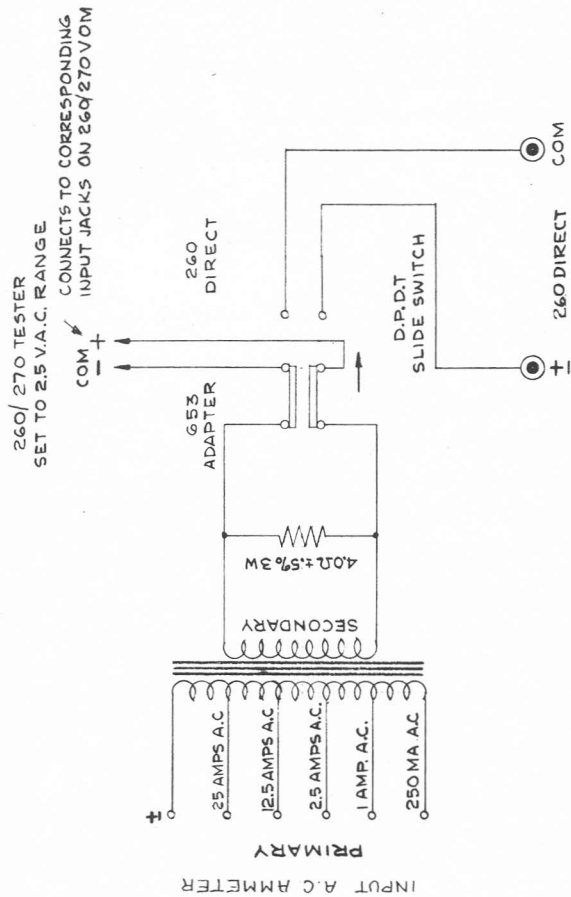 260/270 TESTER
SET TO 2.5 V.A.C. RANGE
CONNECTS TO CORRESPONDING
INPUT JACKS ON 260/270 VOM
COM +
-
653
ADAPTER
260
DIRECT
D.P.D.T
SLIDE SWITCH
4.0Ω ±.5% 3W
SECONDARY
±
25 AMPS A.C
12.5 AMPS A.C.
2.5 AMPS A.C.
1 AMP. A.C.
250 MA. A.C
PRIMARY
INPUT A.C AMMETER
+
-
260 DIRECT
COM